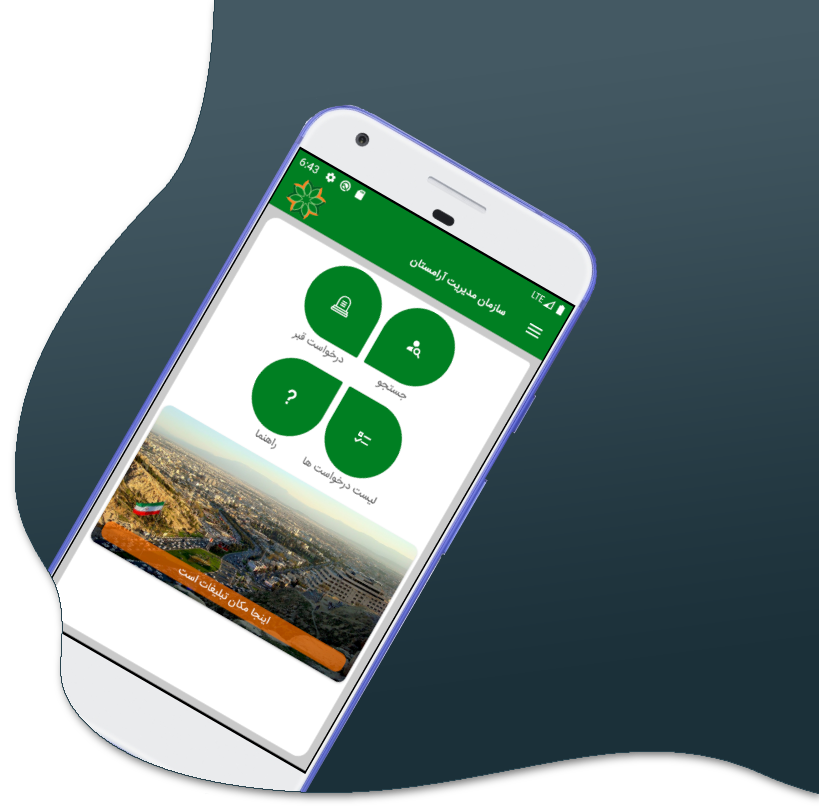 6:43
LTE
سازمان مدیریت آرامستان
درخواست قبر
جستجو
راهنما
لیست درخواست ها
اینجا مکان تبلیغات است